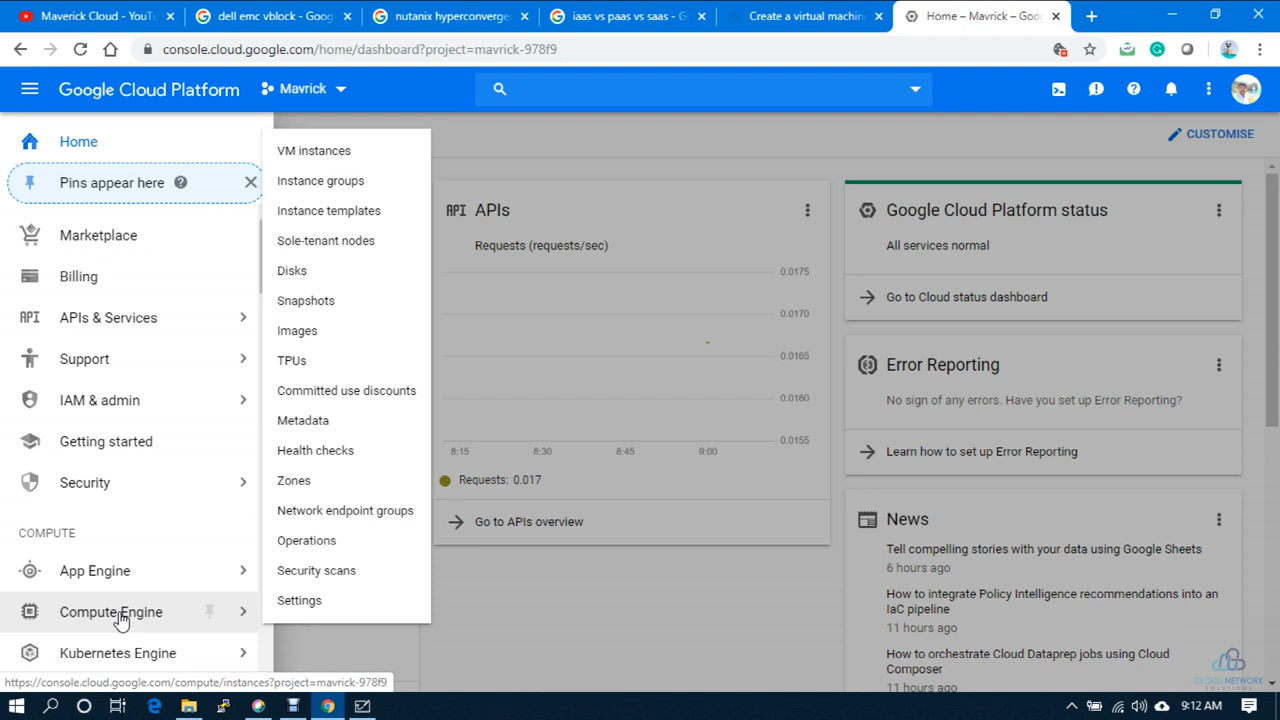 Maverick Cloud - YouTu
dell emc vblock - Goog
nutanix hyperconverge
iaas vs paas vs saas - G
Create a virtual machin
Home – Mavrick – Goo
console.cloud.google.com/home/dashboard?project=mavrick-978f9
Google Cloud Platform
Mavrick
Home
Pins appear here
Marketplace
Billing
API APIs & Services
Support
IAM & admin
Getting started
Security
COMPUTE
App Engine
Compute Engine
Kubernetes Engine
https://console.cloud.google.com/compute/instances?project=mavrick-978f9
VM instances
Instance groups
Instance templates
Sole-tenant nodes
Disks
Snapshots
Images
TPUs
Committed use discounts
Metadata
Health checks
Zones
Network endpoint groups
Operations
Security scans
Settings
CUSTOMISE
API APIs
Requests (requests/sec)
0.0175
0.0170
0.0165
0.0160
0.0155
8:15 8:30 8:45 9:00
Requests: 0.017
Go to APIs overview
Google Cloud Platform status
All services normal
Go to Cloud status dashboard
Error Reporting
No sign of any errors. Have you set up Error Reporting?
Learn how to set up Error Reporting
News
Tell compelling stories with your data using Google Sheets
6 hours ago
How to integrate Policy Intelligence recommendations into an
IaC pipeline
11 hours ago
How to orchestrate Cloud Dataprep jobs using Cloud
Composer
11 hours ago
CLOUD NETWORK
SOLUTIONS
9:12 AM